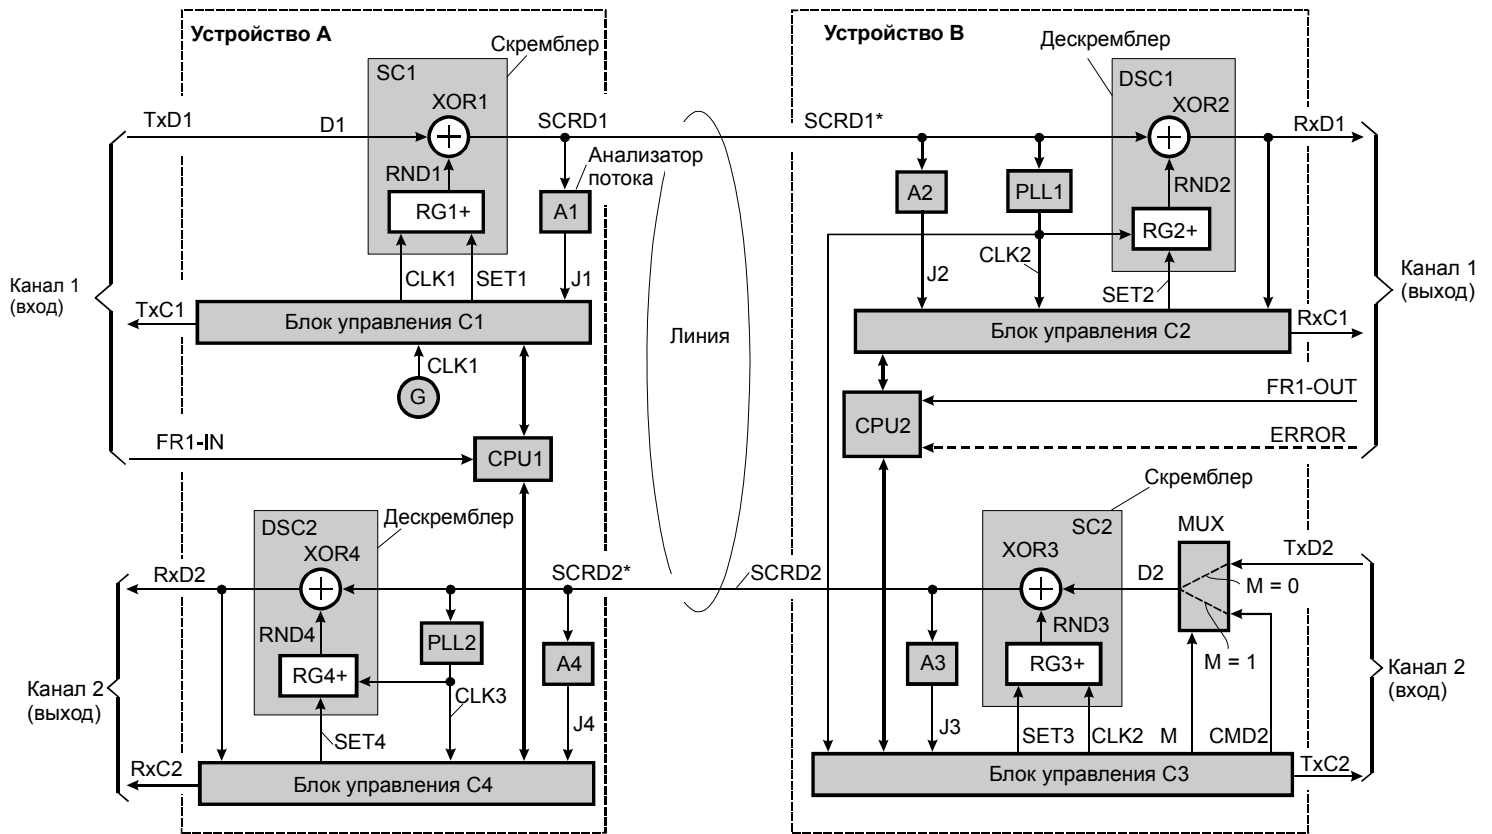 Устройство А
Скремблер
SC1
XOR1
TxD1
D1
SCRD1
RND1
RG1+
Анализатор
потока
A1
CLK1
SET1
J1
Канал 1
(вход)
TxC1
Блок управления С1
CLK1
G
FR1-IN
CPU1
Линия
Устройство В
Дескремблер
DSC1
XOR2
SCRD1*
RxD1
A2
PLL1
RND2
RG2+
CLK2
J2
SET2
Канал 1
(выход)
RxC1
Блок управления С2
FR1-OUT
CPU2
ERROR
DSC2
Дескремблер
XOR4
RxD2
SCRD2*
RND4
PLL2
RG4+
A4
CLK3
SET4
J4
Канал 2
(выход)
RxC2
Блок управления С4
Скремблер
SC2
MUX
XOR3
TxD2
SCRD2
D2
M = 0
RND3
A3
RG3+
M = 1
Канал 2
(вход)
J3
SET3
CLK2
M
CMD2
TxC2
Блок управления С3